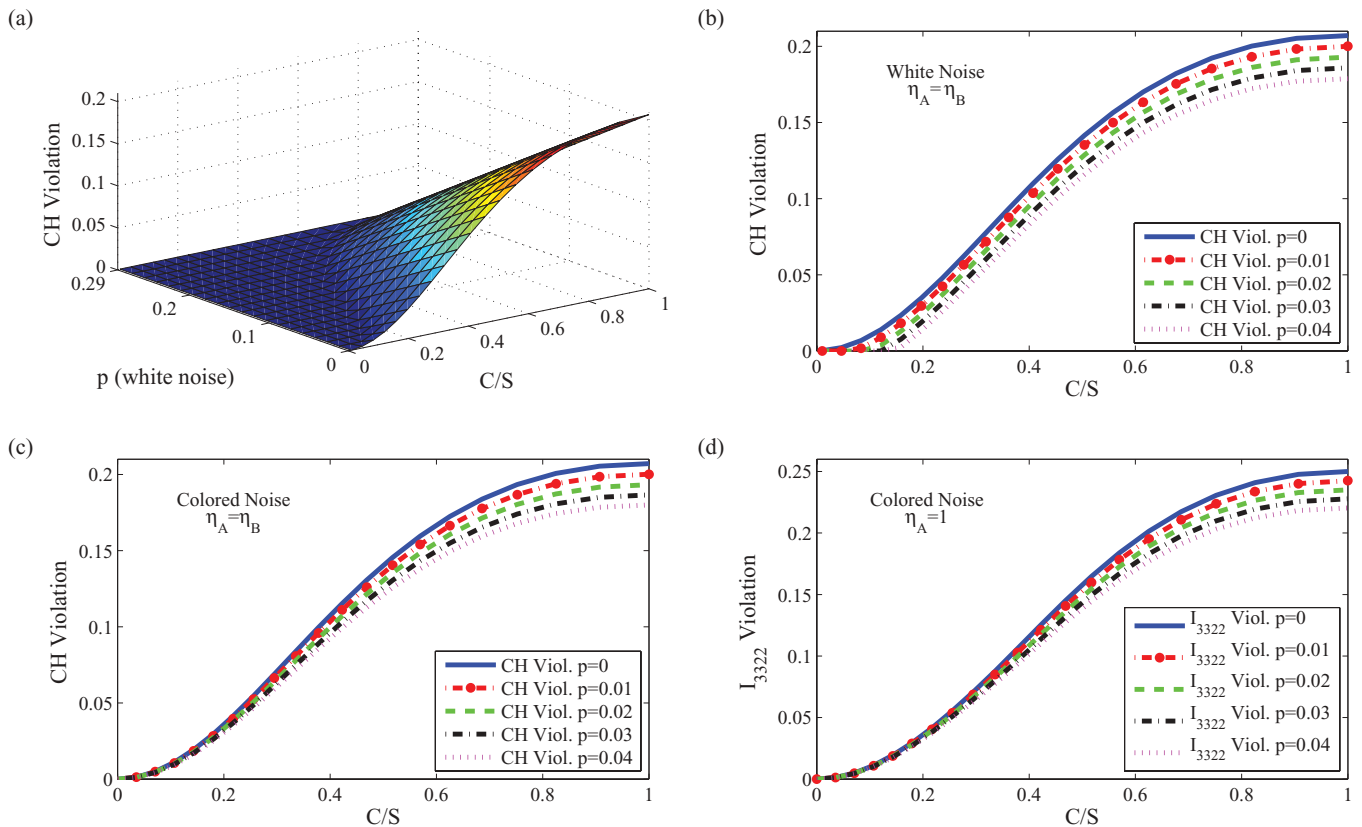 (a)
CH Violation
0.2
0.15
0.1
0.05
0
0.29
0.2
0.1
0
p (white noise)
0
0.2
0.4
0.6
0.8
1
C/S
(b)
CH Violation
0.2
0.15
0.1
0.05
0
White Noise
η_A=η_B
CH Viol. p=0
CH Viol. p=0.01
CH Viol. p=0.02
CH Viol. p=0.03
CH Viol. p=0.04
0 0.2 0.4 0.6 0.8 1
C/S
(c)
CH Violation
0.2
0.15
0.1
0.05
0
Colored Noise
η_A=η_B
CH Viol. p=0
CH Viol. p=0.01
CH Viol. p=0.02
CH Viol. p=0.03
CH Viol. p=0.04
0 0.2 0.4 0.6 0.8 1
C/S
(d)
I_3322 Violation
0.25
0.2
0.15
0.1
0.05
0
Colored Noise
η_A=1
I_3322 Viol. p=0
I_3322 Viol. p=0.01
I_3322 Viol. p=0.02
I_3322 Viol. p=0.03
I_3322 Viol. p=0.04
0 0.2 0.4 0.6 0.8 1
C/S